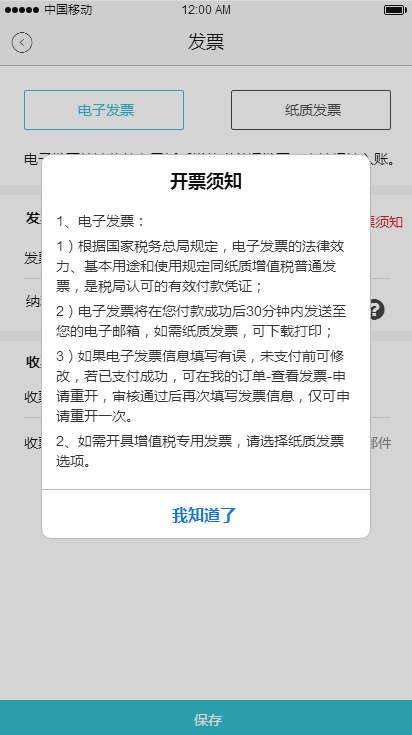 中国移动 12:00 AM
发票
电子发票 纸质发票
账。
开票须知
1、电子发票：
1）根据国家税务总局规定，电子发票的法律效
力、基本用途和使用规定同纸质增值税普通发
票，是税局认可的有效付款凭证；
2）电子发票将在您付款成功后30分钟内发送至
您的电子邮箱，如需纸质发票，可下载打印；
3）如果电子发票信息填写有误，未支付前可修
改，若已支付成功，可在我的订单-查看发票-申
请重开，审核通过后再次填写发票信息，仅可申
请重开一次。
2、如需开具增值税专用发票，请选择纸质发票
选项。
我知道了
发 票须知
发票
纳
?
收
收票
收票 邮件
保存